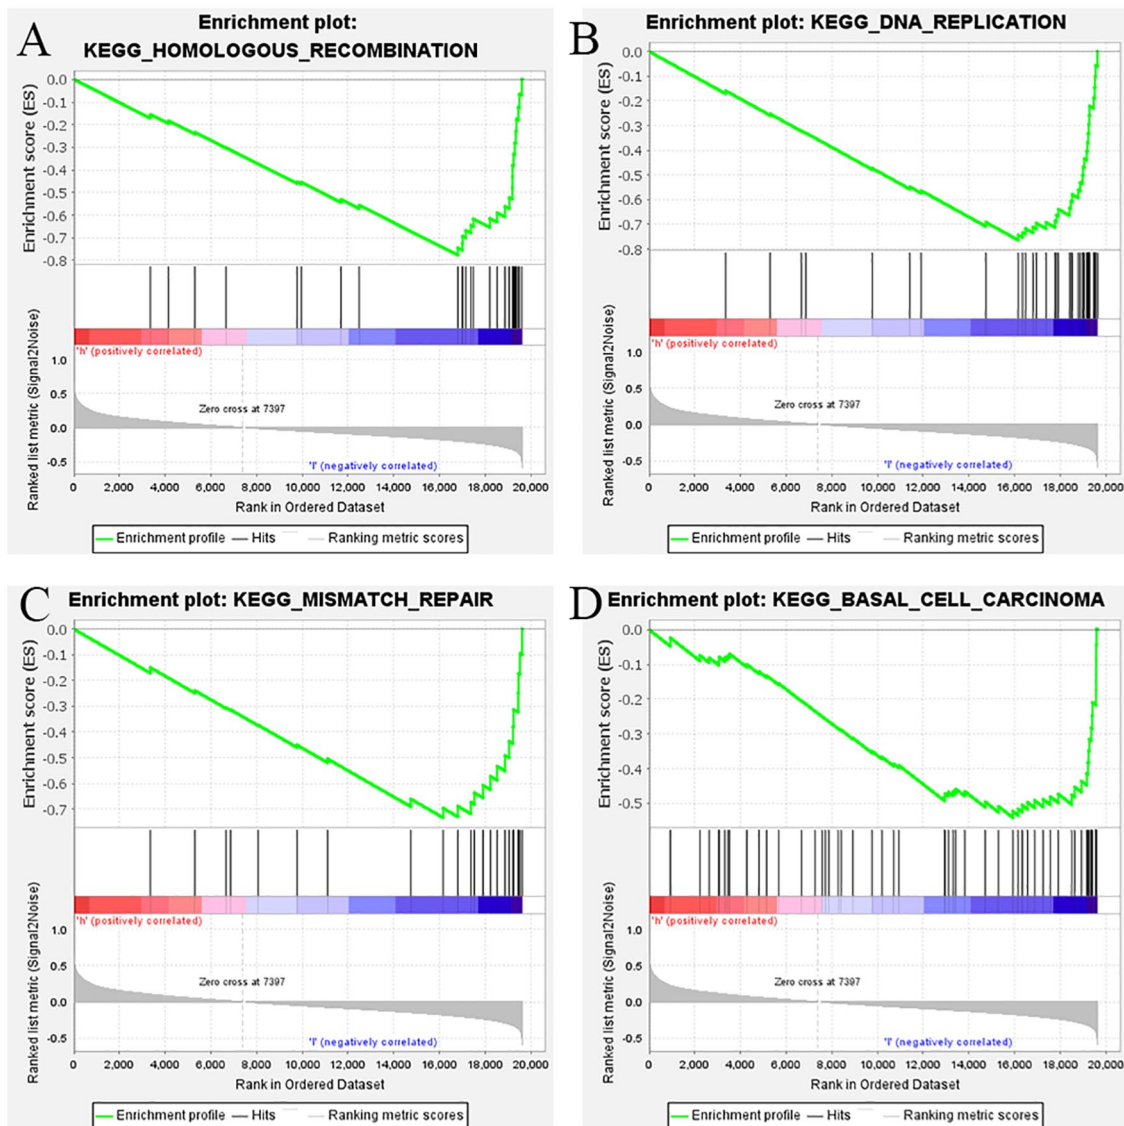 A
Enrichment plot:
KEGG_HOMOLOGOUS_RECOMBINATION
Enrichment score (ES)
0.0
-0.1
-0.2
-0.3
-0.4
-0.5
-0.6
-0.7
-0.8
'h' (positively correlated)
Ranked list metric (Signal2Noise)
1.0
0.5
0.0
-0.5
Zero cross at 7397
'l' (negatively correlated)
0 2,000 4,000 6,000 8,000 10,000 12,000 14,000 16,000 18,000 20,000
Rank in Ordered Dataset
Enrichment profile Hits Ranking metric scores
B
Enrichment plot: KEGG_DNA_REPLICATION
Enrichment score (ES)
0.0
-0.1
-0.2
-0.3
-0.4
-0.5
-0.6
-0.7
-0.8
'h' (positively correlated)
Ranked list metric (Signal2Noise)
1.0
0.5
0.0
-0.5
Zero cross at 7397
'l' (negatively correlated)
0 2,000 4,000 6,000 8,000 10,000 12,000 14,000 16,000 18,000 20,000
Rank in Ordered Dataset
Enrichment profile Hits Ranking metric scores
C
Enrichment plot: KEGG_MISMATCH_REPAIR
Enrichment score (ES)
0.0
-0.1
-0.2
-0.3
-0.4
-0.5
-0.6
-0.7
'h' (positively correlated)
Ranked list metric (Signal2Noise)
1.0
0.5
0.0
-0.5
Zero cross at 7397
'l' (negatively correlated)
0 2,000 4,000 6,000 8,000 10,000 12,000 14,000 16,000 18,000 20,000
Rank in Ordered Dataset
Enrichment profile Hits Ranking metric scores
D
Enrichment plot: KEGG_BASAL_CELL_CARCINOMA
Enrichment score (ES)
0.0
-0.1
-0.2
-0.3
-0.4
-0.5
'h' (positively correlated)
Ranked list metric (Signal2Noise)
1.0
0.5
0.0
-0.5
Zero cross at 7397
'l' (negatively correlated)
0 2,000 4,000 6,000 8,000 10,000 12,000 14,000 16,000 18,000 20,000
Rank in Ordered Dataset
Enrichment profile Hits Ranking metric scores